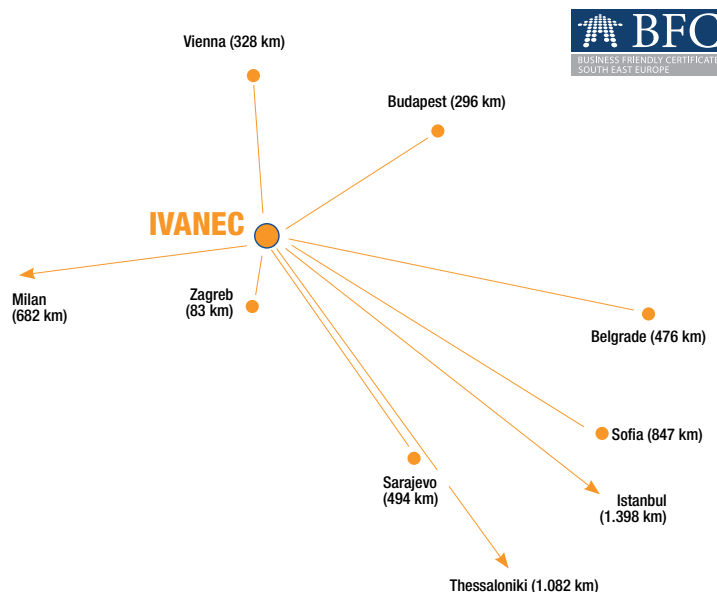 BFC
BUSINESS FRIENDLY CERTIFICATE
SOUTH EAST EUROPE
Vienna (328 km)
Budapest (296 km)
IVANEC
Milan
(682 km)
Zagreb
(83 km)
Belgrade (476 km)
Sofia (847 km)
Sarajevo
(494 km)
Istanbul
(1.398 km)
Thessaloniki (1.082 km)